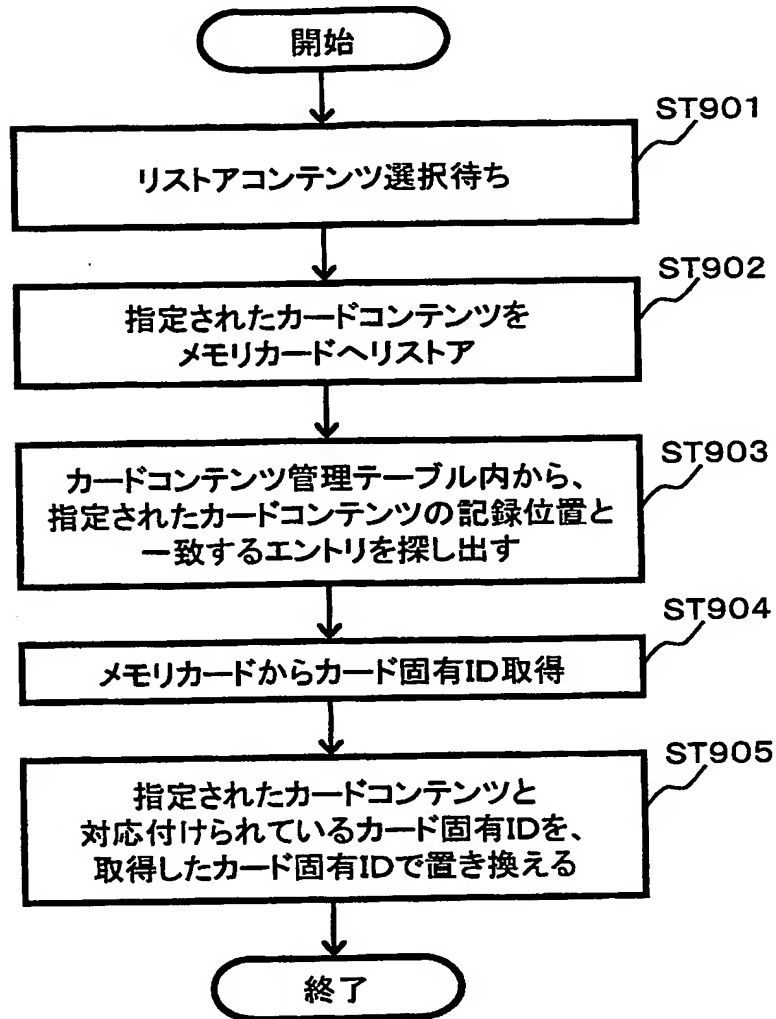 開始
ST901
リストアコンテンツ選択待ち
ST902
指定されたカードコンテンツを
メモリカードへリストア
ST903
カードコンテンツ管理テーブル内から、
指定されたカードコンテンツの記録位置と
一致するエントリを探し出す
ST904
メモリカードからカード固有ID取得
ST905
指定されたカードコンテンツと
対応付けられているカード固有IDを、
取得したカード固有IDで置き換える
終了